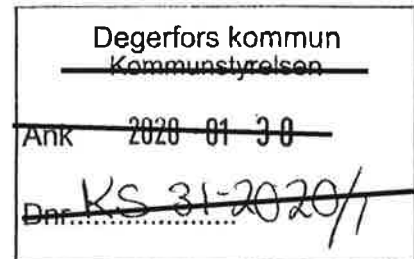 Degerfors kommun
Kommunstyrelsen
Ank 2020 01 30
Dnr. KS 31-2020/1